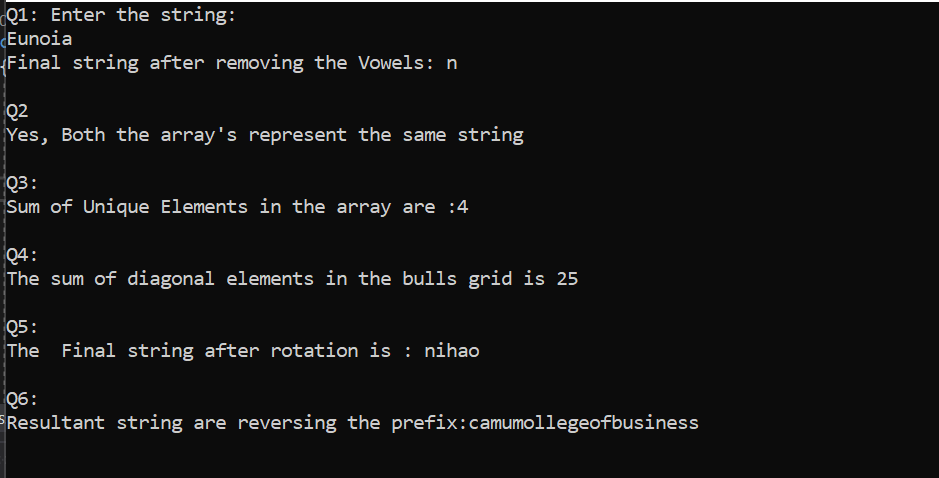 Q1: Enter the string:
Eunoia
Final string after removing the Vowels: n
Q2
Yes, Both the array's represent the same string
Q3:
Sum of Unique Elements in the array are :4
Q4:
The sum of diagonal elements in the bulls grid is 25
Q5:
The  Final string after rotation is : nihao
Q6:
Resultant string are reversing the prefix:camumollegeofbusiness